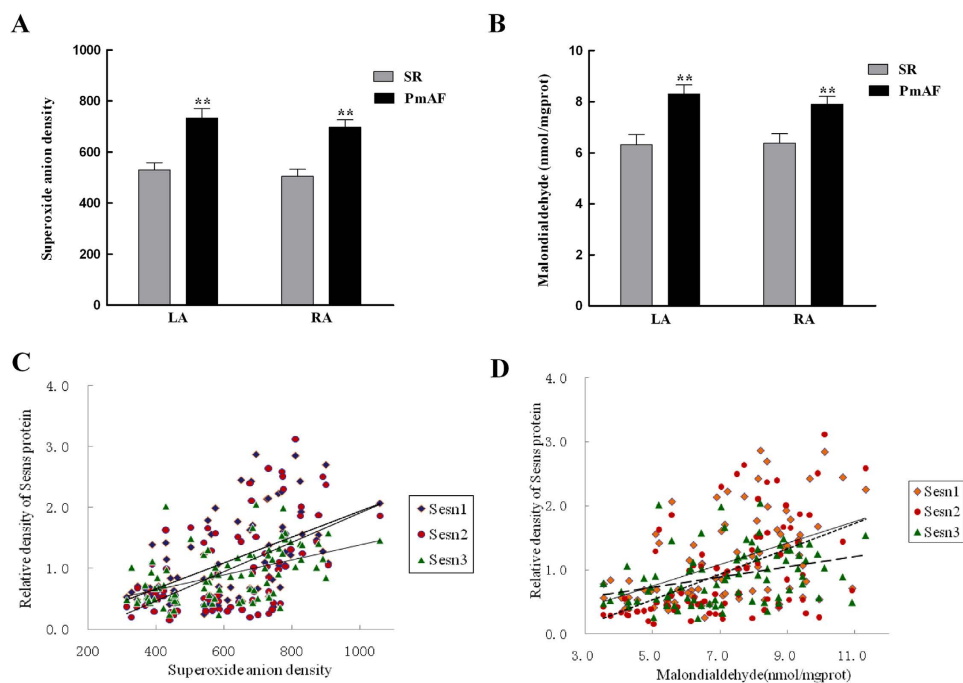 A
1000
800
600
400
200
0
Superoxide anion density
SR
PmAF
**
**
LA
RA
B
10
8
6
4
2
0
Malondialdehyde (nmol/mgprot)
SR
PmAF
**
**
LA
RA
C
4.0
3.0
2.0
1.0
0.0
Relative density of Sesns protein
200
400
600
800
1000
Superoxide anion density
Sesn1
Sesn2
Sesn3
D
4.0
3.0
2.0
1.0
0.0
Relative density of Sesns protein
3.0
5.0
7.0
9.0
11.0
Malondialdehyde(nmol/mgprot)
Sesn1
Sesn2
Sesn3